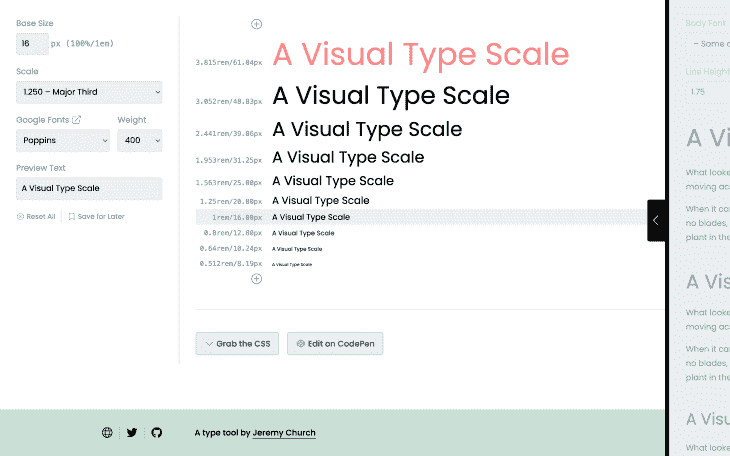 Base Size
16 px (100%/1em)
Scale
1.250 – Major Third
Google Fonts Weight
Poppins 400
Preview Text
A Visual Type Scale
Reset All Save for Later
3.815rem/61.04px A Visual Type Scale
3.052rem/48.83px A Visual Type Scale
2.441rem/39.06px A Visual Type Scale
1.953rem/31.25px A Visual Type Scale
1.563rem/25.00px A Visual Type Scale
1.25rem/20.00px A Visual Type Scale
1rem/16.00px A Visual Type Scale
0.8rem/12.80px A Visual Type Scale
0.64rem/10.24px A Visual Type Scale
0.512rem/8.19px A Visual Type Scale
Grab the CSS Edit on CodePen
A type tool by Jeremy Church
Body Font
– Same
Line Height
1.75
A Vi
What looke
moving ac
When it ca
no blades,
plant in the
A Visu
What looke
moving ac
When it ca
no blades,
plant in the
A Visu
What looke